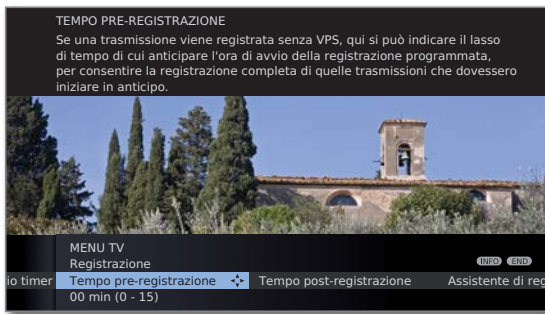 TEMPO PRE-REGISTRAZIONE
Se una trasmissione viene registrata senza VPS, qui si può indicare il lasso
di tempo di cui anticipare l'ora di avvio della registrazione programmata,
per consentire la registrazione completa di quelle trasmissioni che dovessero
iniziare in anticipo.
MENU TV
Registrazione
INFO END
io timer Tempo pre-registrazione Tempo post-registrazione Assistente di reg
00 min (0 - 15)